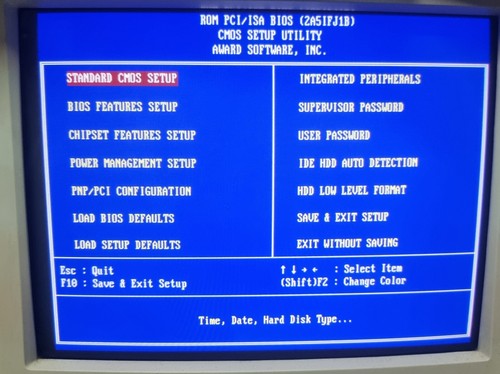 ROM PCI/ISA BIOS (2A5IFJ1B)
CMOS SETUP UTILITY
AWARD SOFTWARE, INC.
STANDARD CMOS SETUP
BIOS FEATURES SETUP
CHIPSET FEATURES SETUP
POWER MANAGEMENT SETUP
PNP/PCI CONFIGURATION
LOAD BIOS DEFAULTS
LOAD SETUP DEFAULTS
INTEGRATED PERIPHERALS
SUPERVISOR PASSWORD
USER PASSWORD
IDE HDD AUTO DETECTION
HDD LOW LEVEL FORMAT
SAVE & EXIT SETUP
EXIT WITHOUT SAVING
Esc : Quit
F10 : Save & Exit Setup
↑ ↓ → ← : Select Item
(Shift)F2 : Change Color
Time, Date, Hard Disk Type...